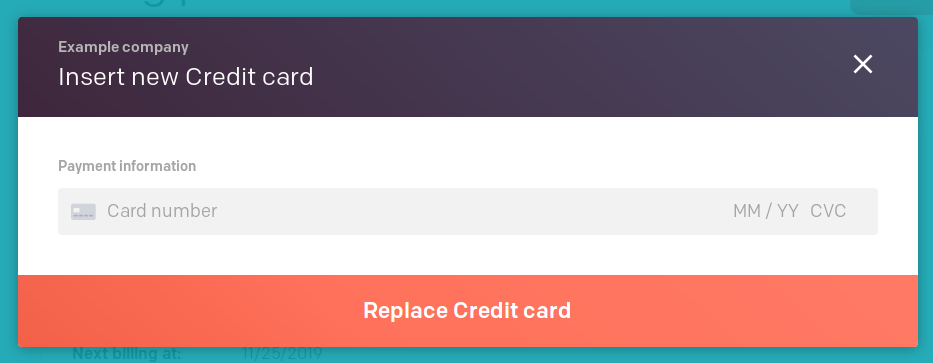 Example company
Insert new Credit card
Payment information
Card number MM / YY CVC
Replace Credit card
Next billing at: 11/25/2019